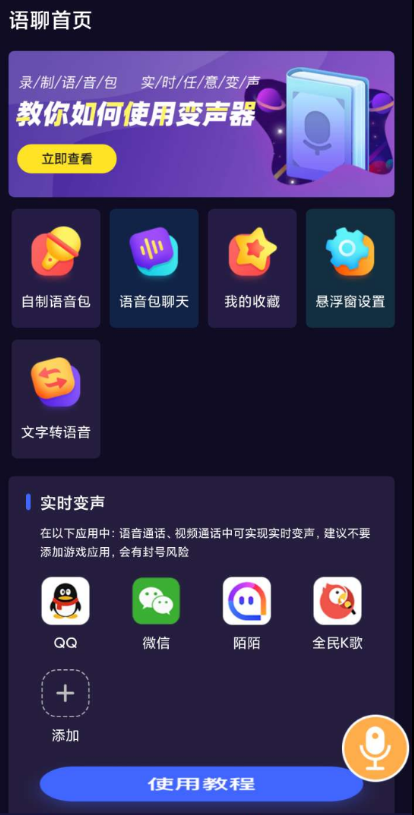 语聊首页
录/制/语/音/包 实/时/任/意/变/声
教你如何使用变声器
立即查看
自制语音包 语音包聊天 我的收藏 悬浮窗设置
文字转语音
实时变声
在以下应用中：语音通话、视频通话中可实现实时变声，建议不要
添加游戏应用，会有封号风险
QQ 微信 陌陌 全民K歌
添加
使用教程